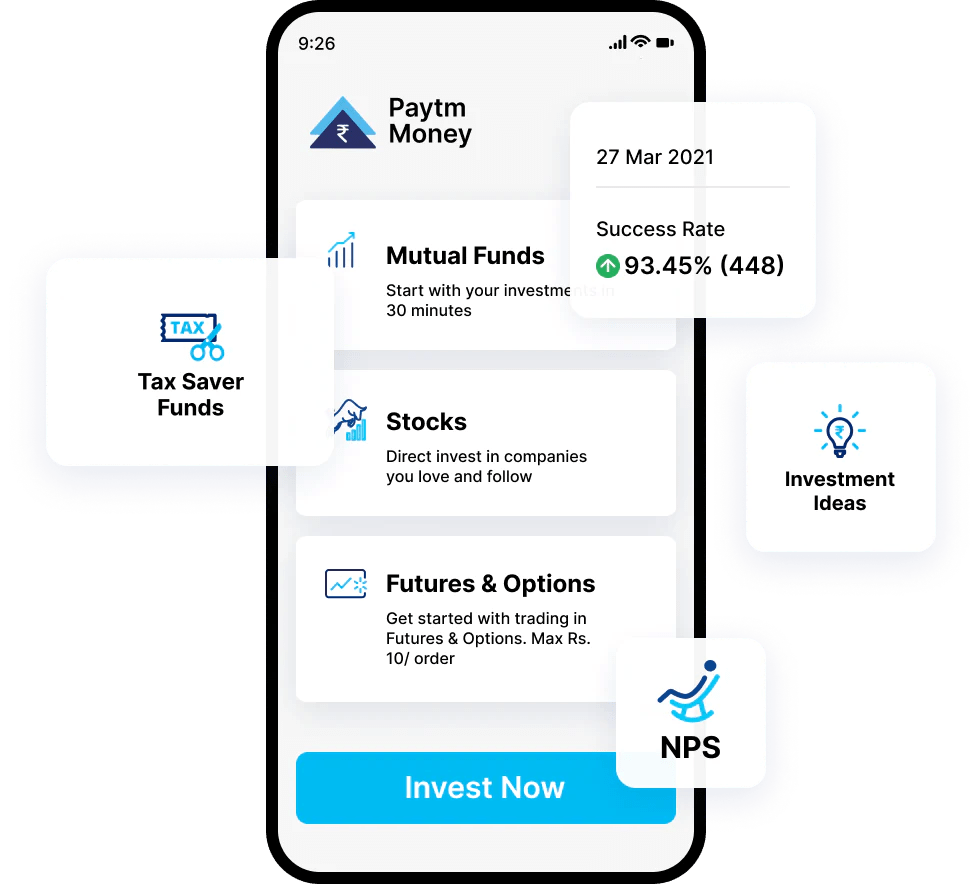 9:26
₹
Paytm
Money
27 Mar 2021
Success Rate
93.45% (448)
Mutual Funds
Start with your investments in
30 minutes
TAX
Tax Saver
Funds
Stocks
Direct invest in companies
you love and follow
₹
Investment
Ideas
Futures & Options
Get started with trading in
Futures & Options. Max Rs.
10/ order
NPS
Invest Now